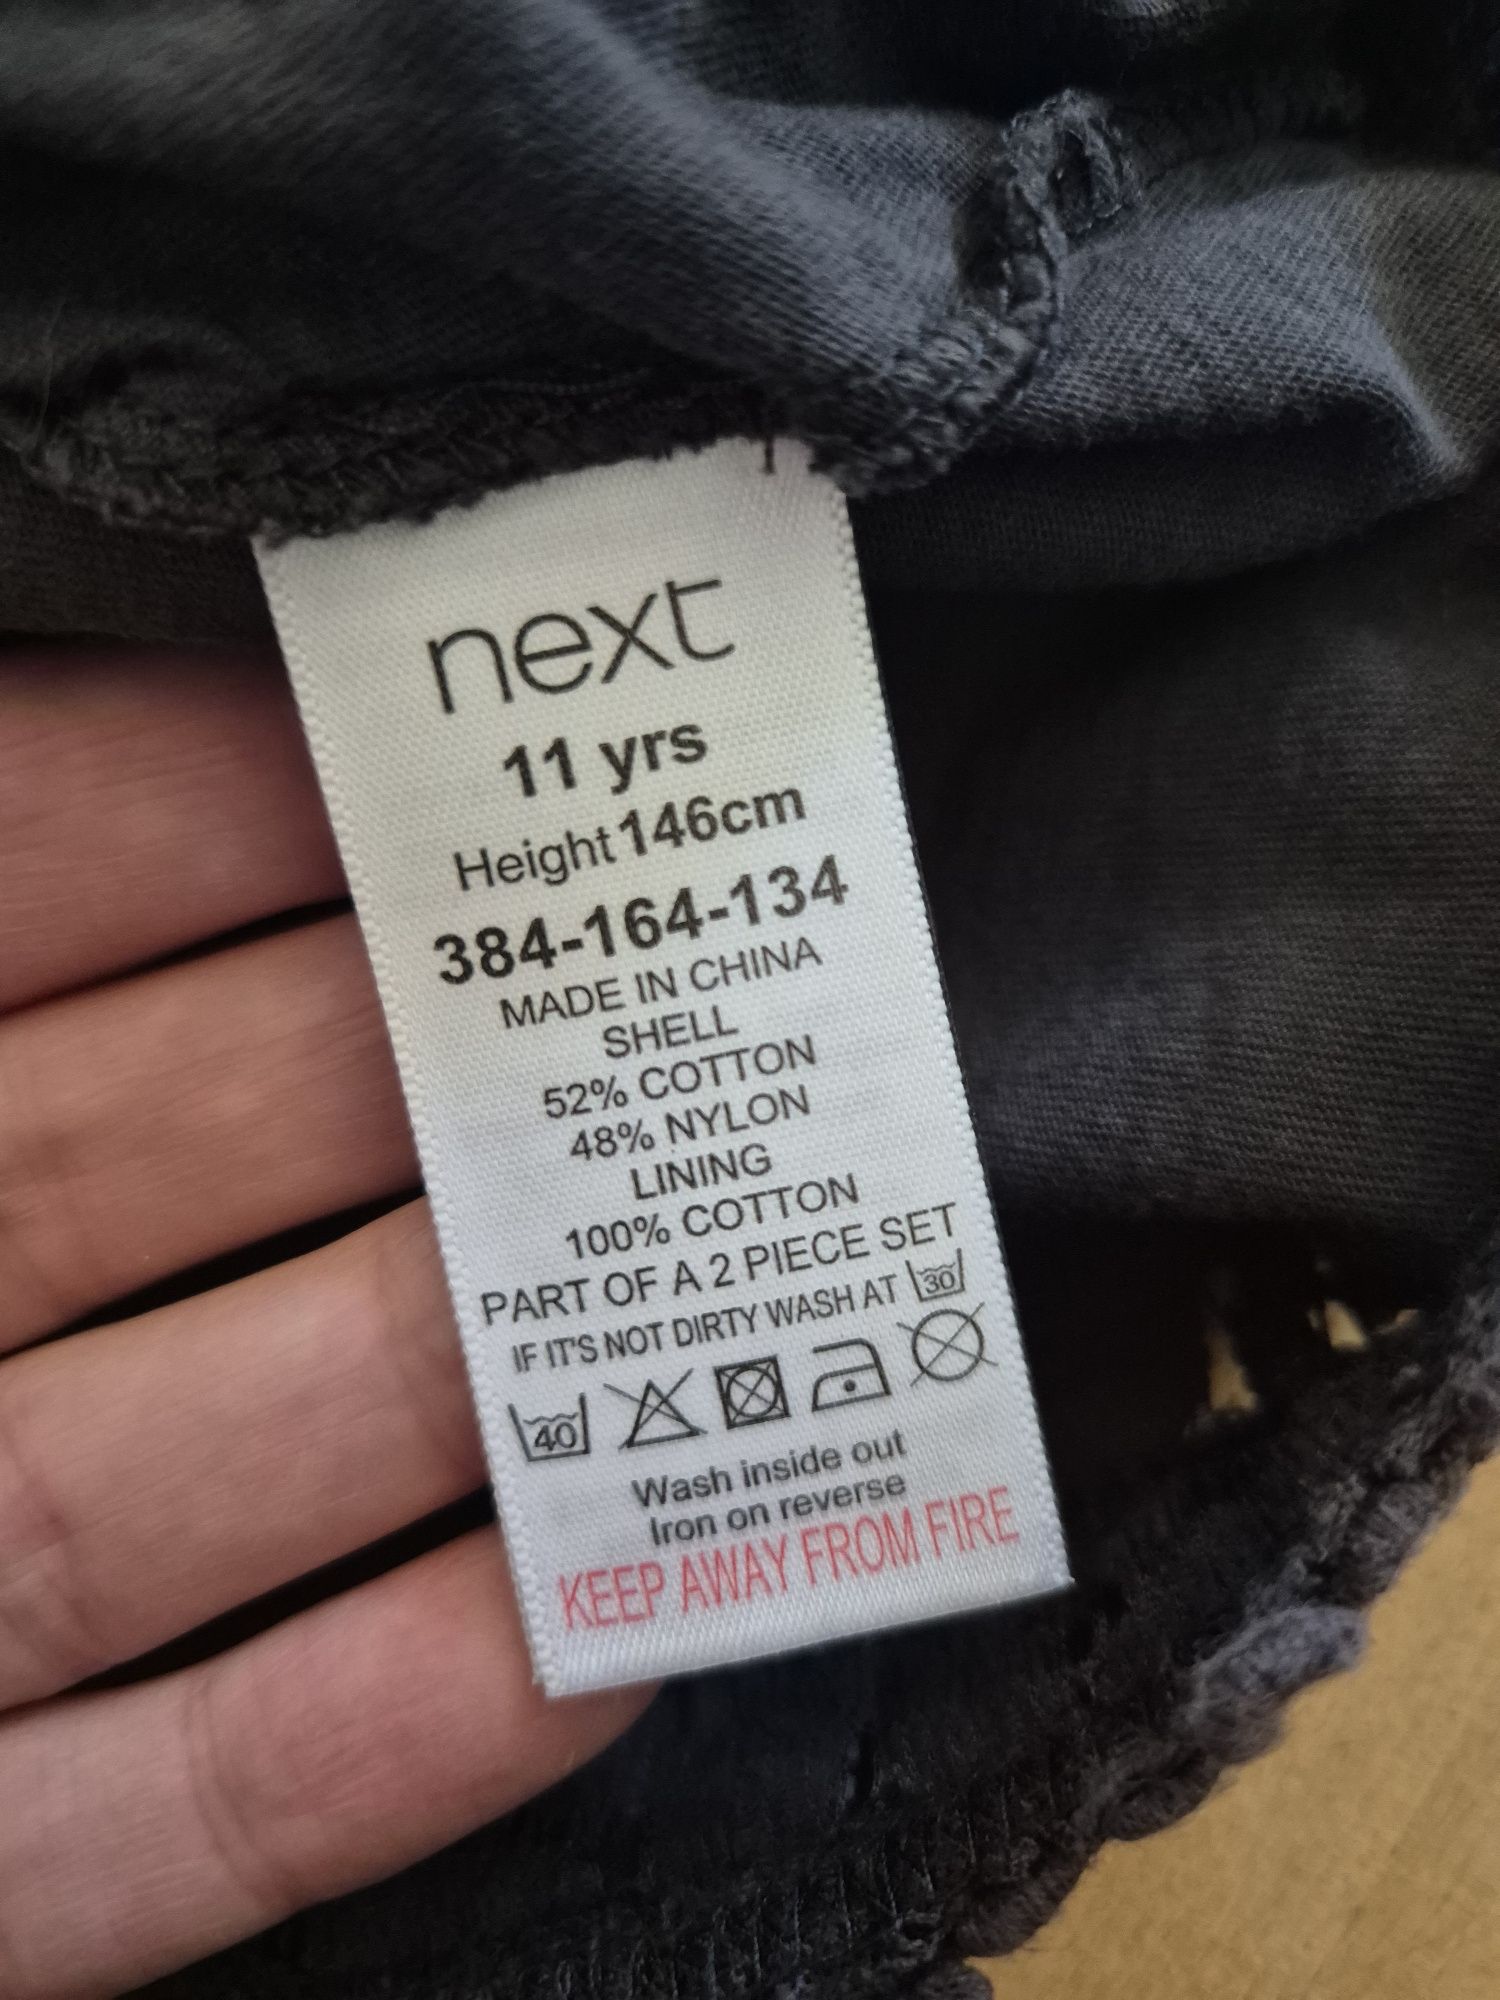 next
11 yrs
Height 146cm
384-164-134
MADE IN CHINA
SHELL
52% COTTON
48% NYLON
LINING
100% COTTON
PART OF A 2 PIECE SET
IF IT'S NOT DIRTY WASH AT 30
40
Wash inside out
Iron on reverse
KEEP AWAY FROM FIRE